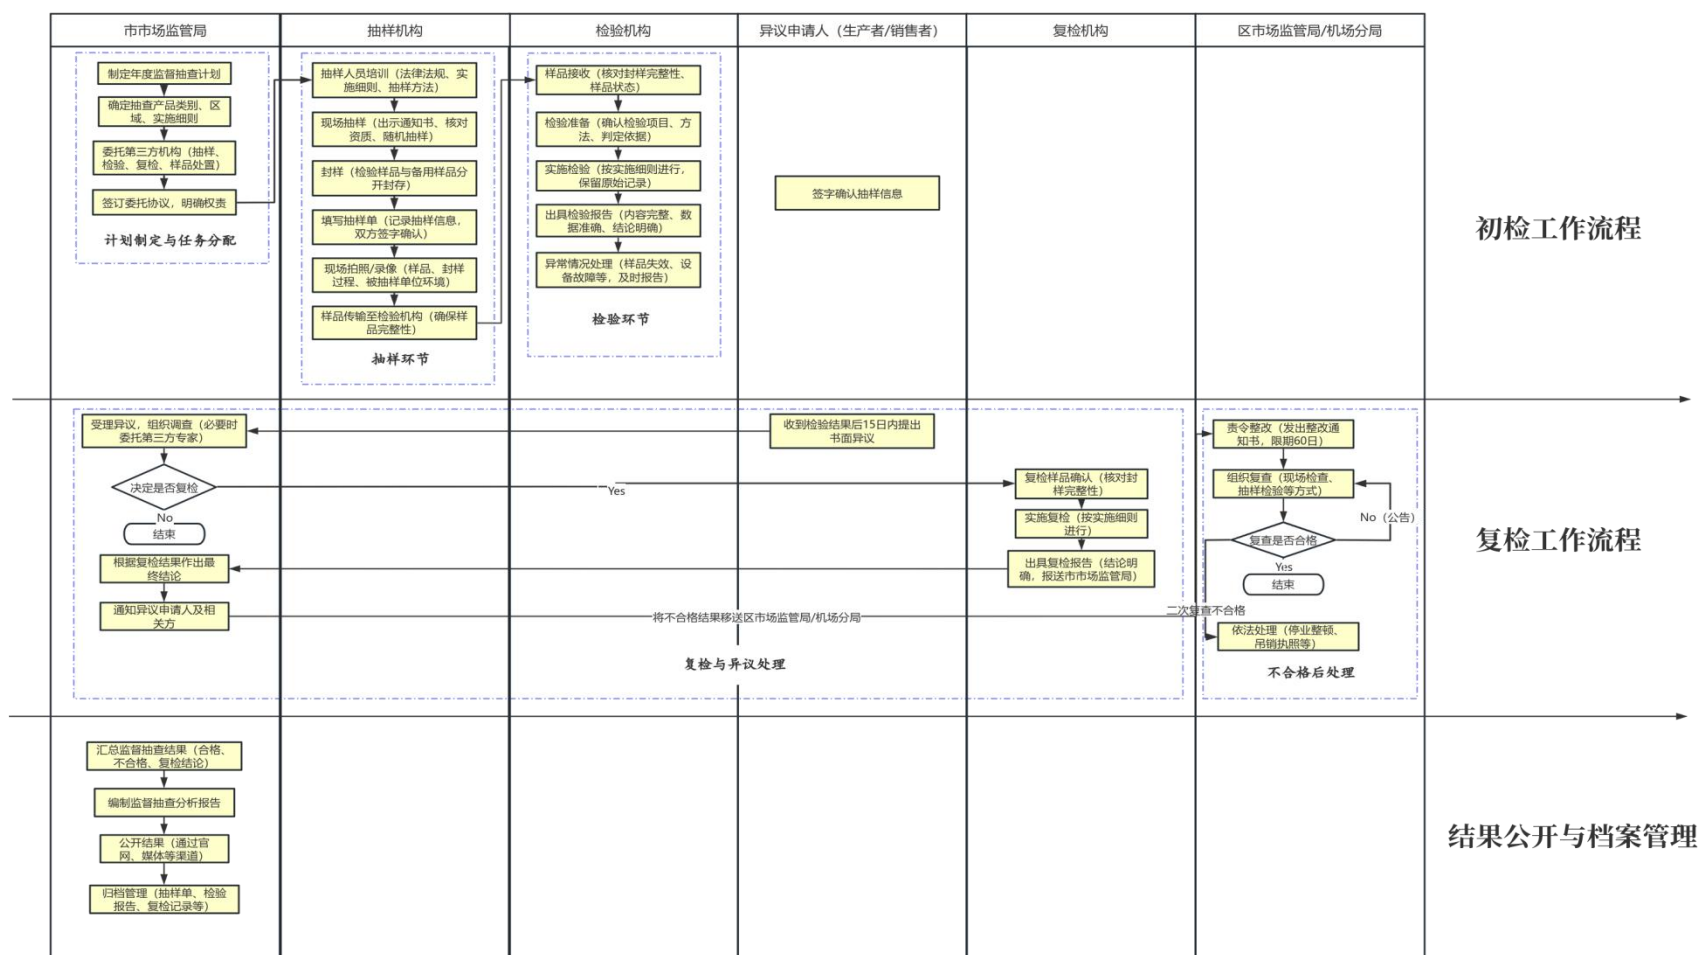 市市场监管局
抽样机构
检验机构
异议申请人（生产者/销售者）
复检机构
区市场监管局/机场分局
制定年度监督抽查计划
确定抽查产品类别、区
域、实施细则
委托第三方机构（抽样、
检验、复检、样品处置）
签订委托协议，明确权责
计划制定与任务分配
抽样人员培训（法律法规、实
施细则、抽样方法）
现场抽样（出示通知书、核对
资质、随机抽样）
封样（检验样品与备用样品分
开封存）
填写抽样单（记录抽样信息，
双方签字确认）
现场拍照/录像（样品、封样
过程、被抽样单位环境）
样品传输至检验机构（确保样
品完整性）
抽样环节
样品接收（核对封样完整性、
样品状态）
检验准备（确认检验项目、方
法、判定依据）
实施检验（按实施细则进行，
保留原始记录）
出具检验报告（内容完整、数
据准确、结论明确）
异常情况处理（样品失效、设
备故障等，及时报告）
检验环节
签字确认抽样信息
初检工作流程
受理异议，组织调查（必要时
委托第三方专家）
决定是否复检
No
结束
根据复检结果作出最
终结论
通知异议申请人及相
关方
收到检验结果后15日内提出
书面异议
Yes
复检样品确认（核对封
样完整性）
实施复检（按实施细则
进行）
出具复检报告（结论明
确，报送市市场监管局）
将不合格结果移送区市场监管局/机场分局
复检与异议处理
责令整改（发出整改通
知书，限期60日）
组织复查（现场检查、
抽样检验等方式）
No（公告）
复查是否合格
Yes
结束
二次复查不合格
依法处理（停业整顿、
吊销执照等）
不合格后处理
复检工作流程
汇总监督抽查结果（合格、
不合格、复检结论）
编制监督抽查分析报告
公开结果（通过官
网、媒体等渠道）
归档管理（抽样单、检验
报告、复检记录等）
结果公开与档案管理